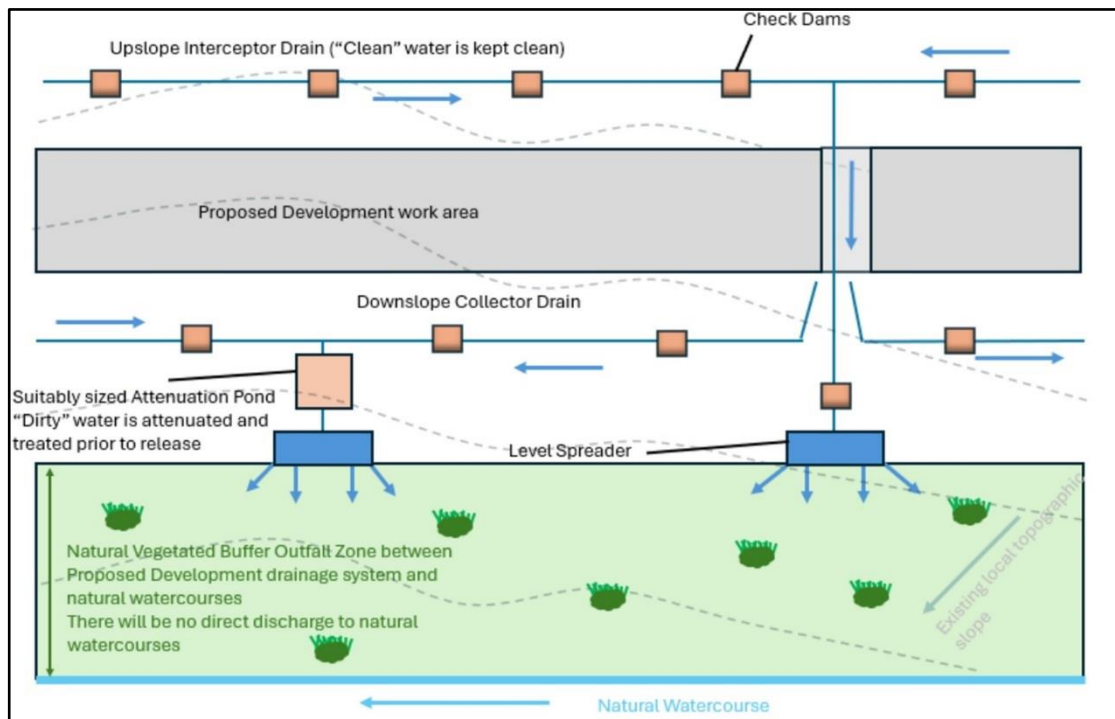 Check Dams
Upslope Interceptor Drain (“Clean” water is kept clean)
Proposed Development work area
Downslope Collector Drain
Suitably sized Attenuation Pond
“Dirty” water is attenuated and
treated prior to release
Level Spreader
Natural Vegetated Buffer Outfall Zone between
Proposed Development drainage system and
natural watercourses
There will be no direct discharge to natural
watercourses
Existing local topographic
slope
Natural Watercourse